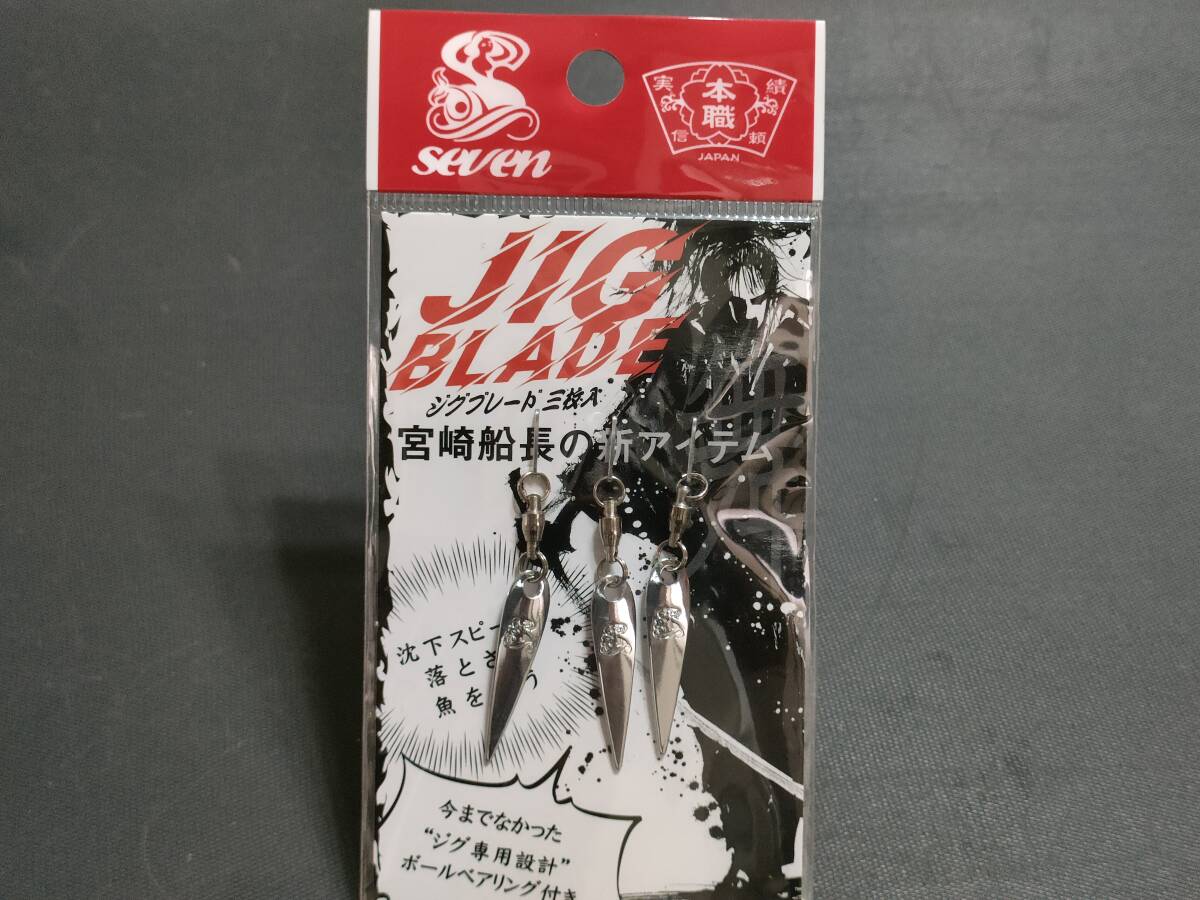 seven
実績
本職
信頼
JAPAN
JIG
BLADE
ジグブレード 三枚入
宮崎船長の新アイテム
沈下スピー
落とさ
魚を う
今までなかった
“ジグ専用設計”
ボールベアリング付き